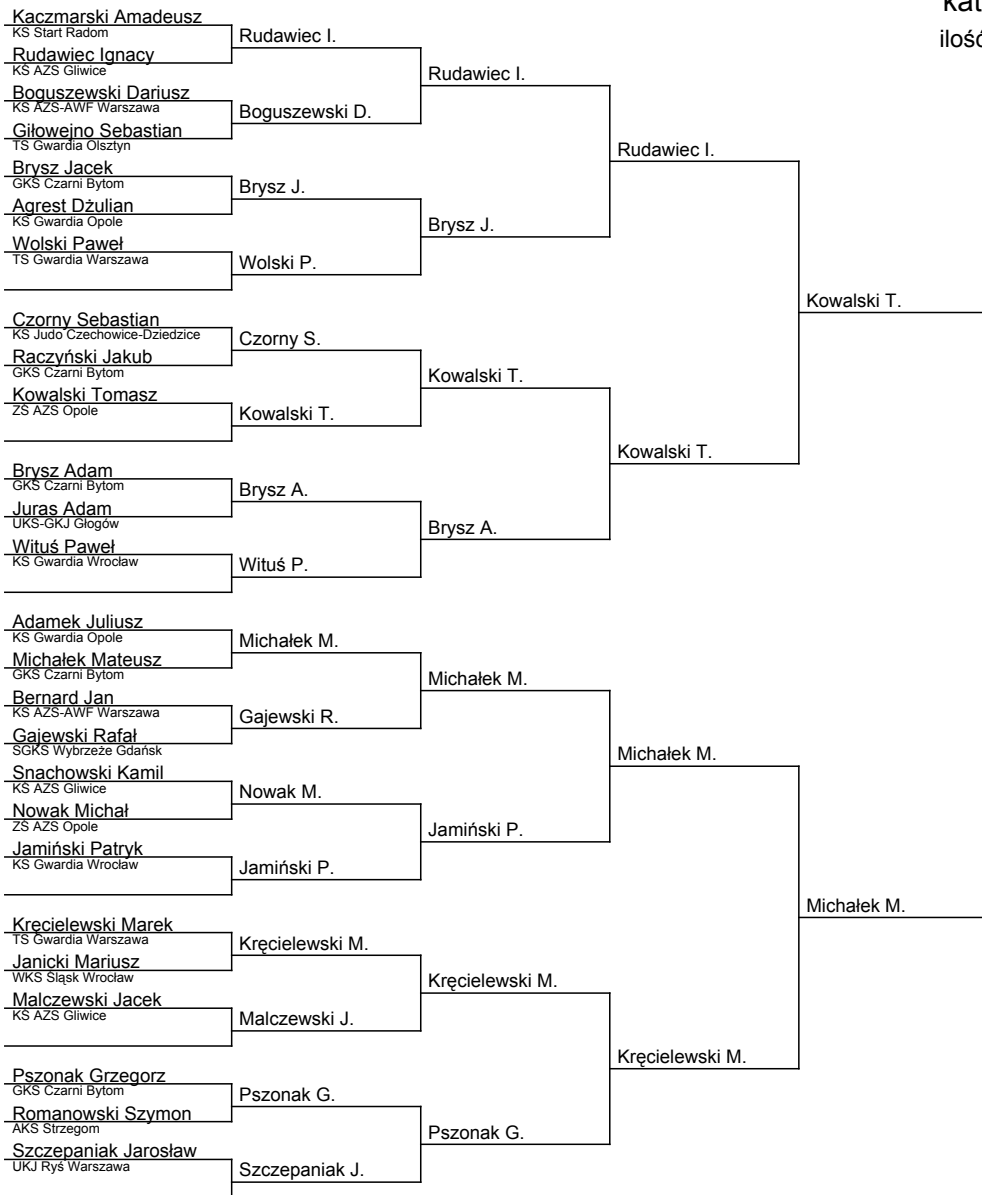 kat
ilość
Kaczmarski Amadeusz
KS Start Radom
Rudawiec I.
Rudawiec Ignacy
KŚ AZS Gliwice
Rudawiec I.
Boguszewski Dariusz
KS AZS-AWF Warszawa
Boguszewski D.
Giłowejno Sebastian
TS Gwardia Olsztyn
Rudawiec I.
Brysz Jacek
GKS Czarni Bytom
Brysz J.
Agrest Dżulian
KS Gwardia Opole
Brysz J.
Wolski Paweł
TS Gwardia Warszawa
Wolski P.
Kowalski T.
Czorny Sebastian
KS Judo Czechowice-Dziedzice
Czorny S.
Raczyński Jakub
GKS Czarni Bytom
Kowalski T.
Kowalski Tomasz
ZŚ AZS Opole
Kowalski T.
Kowalski T.
Brysz Adam
GKS Czarni Bytom
Brysz A.
Juras Adam
UKS-GKJ Głogów
Brysz A.
Wituś Paweł
KS Gwardia Wrocław
Wituś P.
Adamek Juliusz
KS Gwardia Opole
Michałek M.
Michałek Mateusz
GKS Czarni Bytom
Michałek M.
Bernard Jan
KS AZS-AWF Warszawa
Gajewski R.
Gajewski Rafał
SGKS Wybrzeże Gdańsk
Michałek M.
Snachowski Kamil
KŚ AZS Gliwice
Nowak M.
Nowak Michał
ZŚ AZS Opole
Jamiński P.
Jamiński Patryk
KS Gwardia Wrocław
Jamiński P.
Michałek M.
Kręcielewski Marek
TS Gwardia Warszawa
Kręcielewski M.
Janicki Mariusz
WKS Śląsk Wrocław
Kręcielewski M.
Malczewski Jacek
KŚ AZS Gliwice
Malczewski J.
Kręcielewski M.
Pszonak Grzegorz
GKS Czarni Bytom
Pszonak G.
Romanowski Szymon
AKS Strzegom
Pszonak G.
Szczepaniak Jarosław
UKJ Ryś Warszawa
Szczepaniak J.